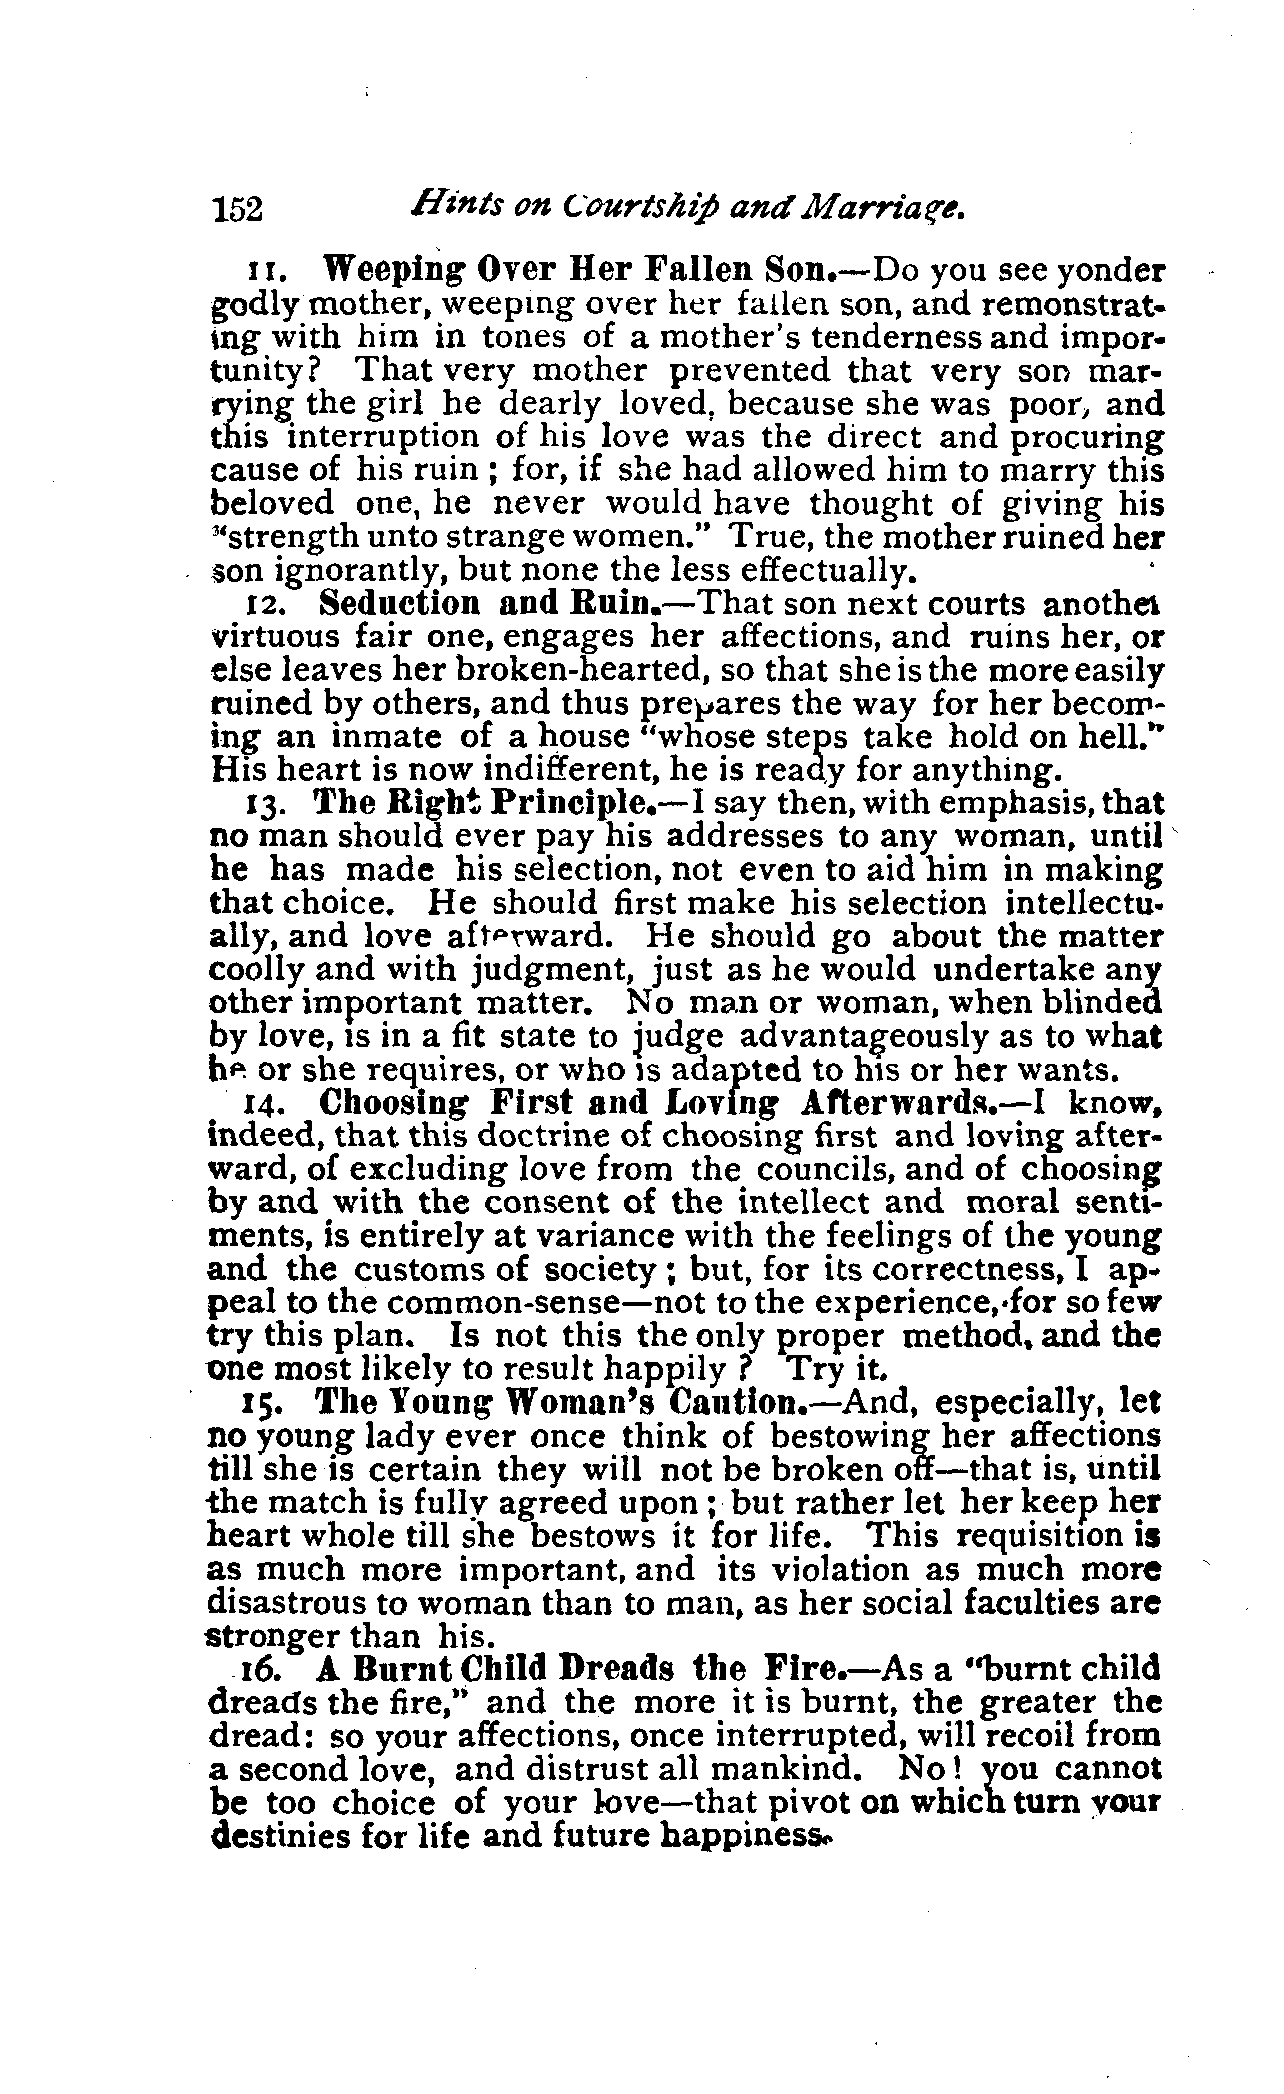 152 Hints on Courtship and Marriage.
11. Weeping Over Her Fallen Son.—Do you see yonder
godly mother, weeping over her fallen son, and remonstrat-
ing with him in tones of a mother's tenderness and impor-
tunity? That very mother prevented that very son mar-
rying the girl he dearly loved, because she was poor, and
this interruption of his love was the direct and procuring
cause of his ruin; for, if she had allowed him to marry this
beloved one, he never would have thought of giving his
"strength unto strange women." True, the mother ruined her
son ignorantly, but none the less effectually.
12. Seduction and Ruin.—That son next courts another
virtuous fair one, engages her affections, and ruins her, or
else leaves her broken-hearted, so that she is the more easily
ruined by others, and thus prepares the way for her becom-
ing an inmate of a house "whose steps take hold on hell."
His heart is now indifferent, he is ready for anything.
13. The Right Principle.—I say then, with emphasis, that
no man should ever pay his addresses to any woman, until
he has made his selection, not even to aid him in making
that choice. He should first make his selection intellectu-
ally, and love afterward. He should go about the matter
coolly and with judgment, just as he would undertake any
other important matter. No man or woman, when blinded
by love, is in a fit state to judge advantageously as to what
he or she requires, or who is adapted to his or her wants.
14. Choosing First and Loving Afterwards.—I know,
indeed, that this doctrine of choosing first and loving after-
ward, of excluding love from the councils, and of choosing
by and with the consent of the intellect and moral senti-
ments, is entirely at variance with the feelings of the young
and the customs of society; but, for its correctness, I ap-
peal to the common-sense—not to the experience, for so few
try this plan. Is not this the only proper method, and the
one most likely to result happily? Try it.
15. The Young Woman's Caution.—And, especially, let
no young lady ever once think of bestowing her affections
till she is certain they will not be broken off—that is, until
the match is fully agreed upon; but rather let her keep her
heart whole till she bestows it for life. This requisition is
as much more important, and its violation as much more
disastrous to woman than to man, as her social faculties are
stronger than his.
16. A Burnt Child Dreads the Fire.—As a "burnt child
dreads the fire," and the more it is burnt, the greater the
dread: so your affections, once interrupted, will recoil from
a second love, and distrust all mankind. No! you cannot
be too choice of your love—that pivot on which turn your
destinies for life and future happiness.